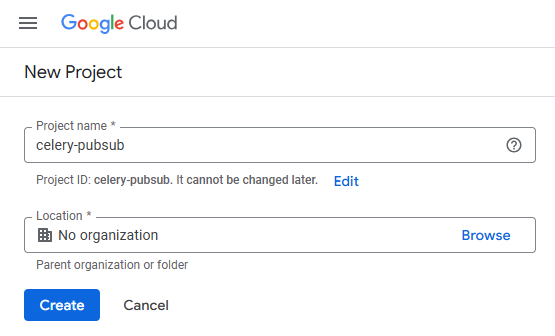 Google Cloud
New Project
Project name *
celery-pubsub
Project ID: celery-pubsub. It cannot be changed later. Edit
Location *
No organization Browse
Parent organization or folder
Create Cancel